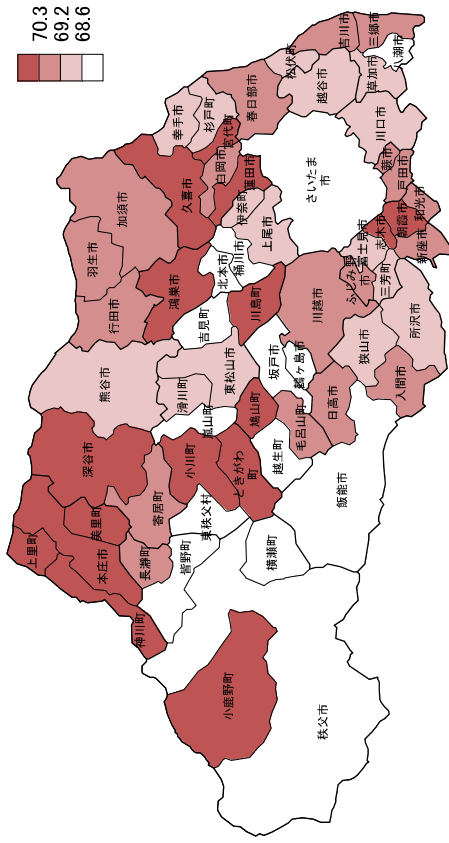 70.3
69.2
68.6
吉川市
三郷市
松伏町
八潮市
越谷市
草加市
春日部市
幸手市
杉戸町
宮代町
川口市
白岡市
蓮田市
蕨市
戸田市
さいたま
市
加須市
久喜市
伊奈町
上尾市
和光市
朝霞市
志木市
新座市
富士見市
羽生市
桶川市
北本市
ふじみ野
市
三芳町
鴻巣市
川島町
川越市
所沢市
行田市
吉見町
坂戸市
鶴ヶ島市
狭山市
東松山市
熊谷市
滑川町
日高市
入間市
嵐山町
鳩山町
毛呂山町
深谷市
小川町
ときがわ
町
越生町
飯能市
寄居町
東秩父村
美里町
上里町
本庄市
長瀞町
皆野町
横瀬町
神川町
小鹿野町
秩父市